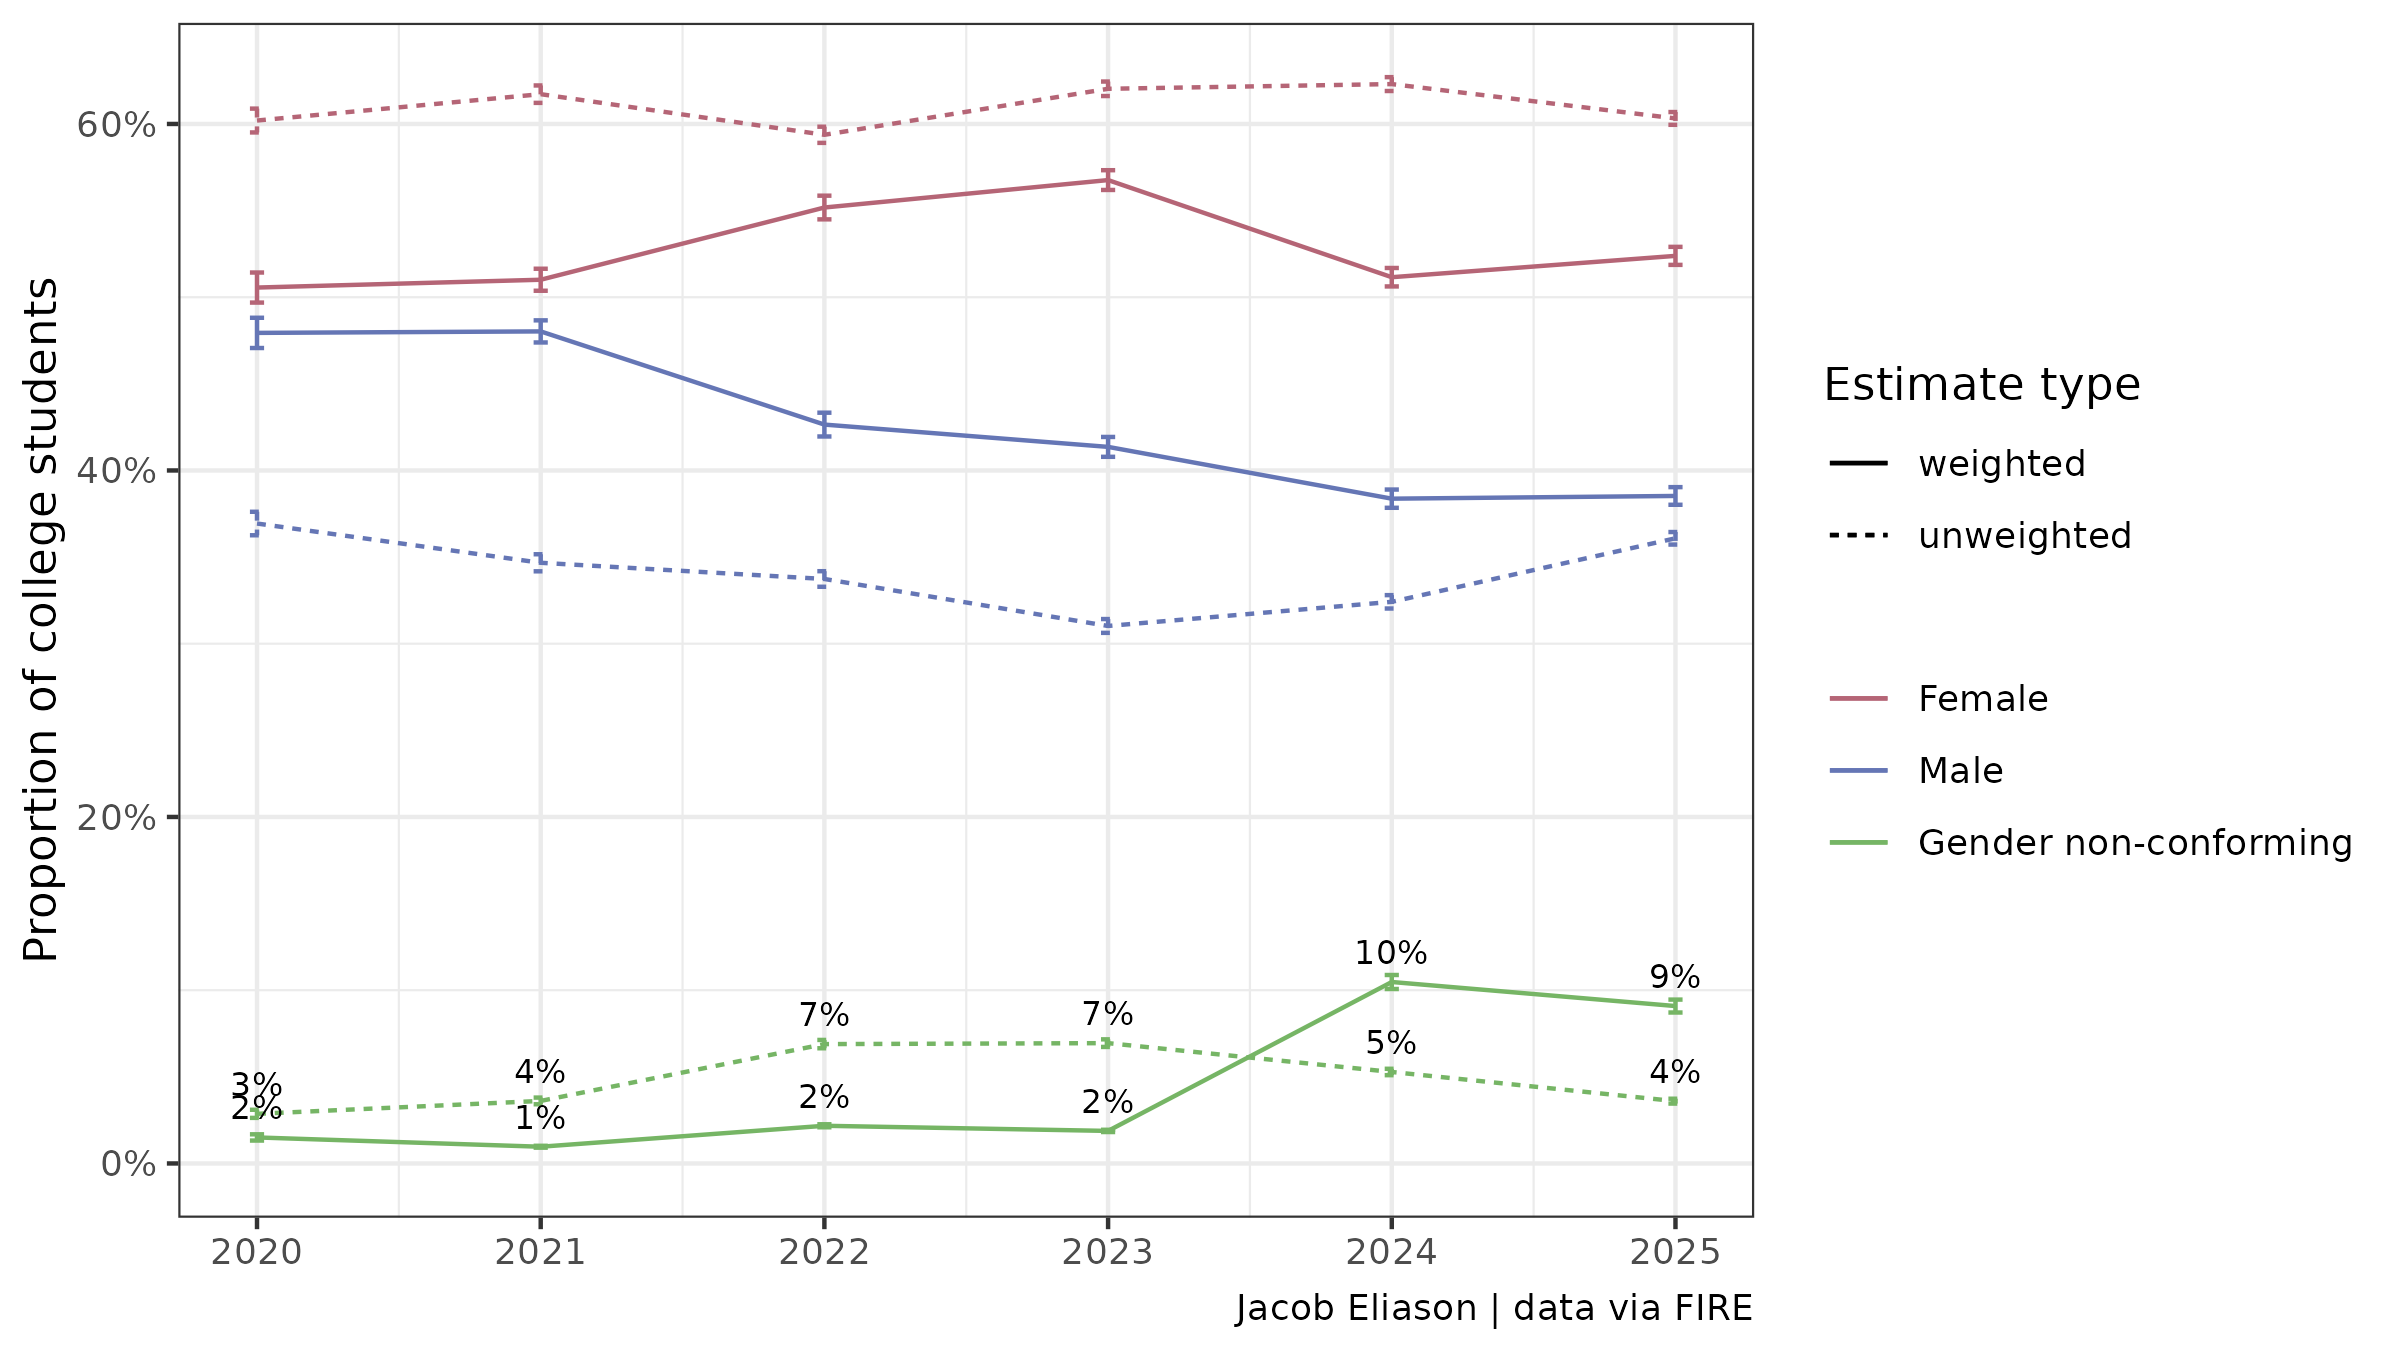 Proportion of college students
60%
40%
20%
0%
3%
2%
4%
1%
7%
2%
7%
2%
10%
5%
9%
4%
2020
2021
2022
2023
2024
2025
Jacob Eliason | data via FIRE
Estimate type
weighted
unweighted
Female
Male
Gender non-conforming